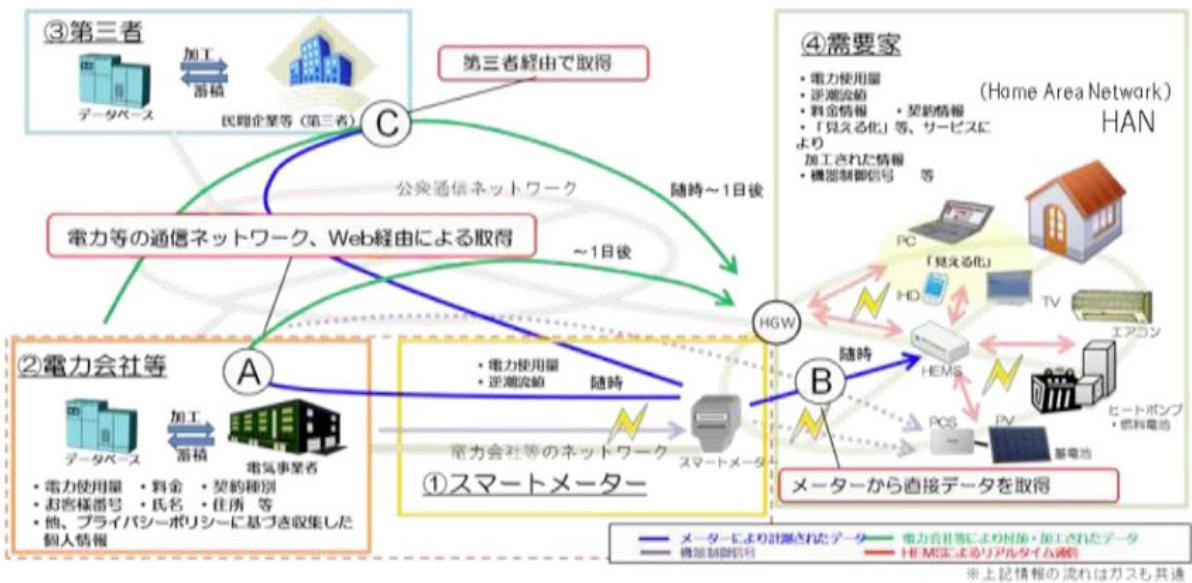 ③第三者
加工
蓄積
データベース
民間企業等(第三者)
C
第三者経由で取得
公衆通信ネットワーク
随時～1日後
電力等の通信ネットワーク、Web経由による取得
～1日後
④需要家
・電力使用量
・逆潮流値
・料金情報 ・契約情報
・「見える化」等、サービスに
より
加工された情報
・機器制御信号 等
(Home Area Network)
HAN
PC
「見える化」
IHD
TV
エアコン
HGW
HEMS
ヒートポンプ
・燃料電池
PCS
PV
蓄電池
②電力会社等
A
加工
蓄積
データベース
電気事業者
・電力使用量 ・料金 ・契約種別
・お客様番号 ・氏名 ・住所 等
・他、プライバシーポリシーに基づき収集した
個人情報
・電力使用量
・逆潮流値
随時
電力会社等のネットワーク
スマートメーター
①スマートメーター
B
随時
メーターから直接データを取得
メーターにより計測されたデータ
電力会社等により付加・加工されたデータ
機器制御信号
HEMSによるリアルタイム通信
※上記情報の流れはガスも共通